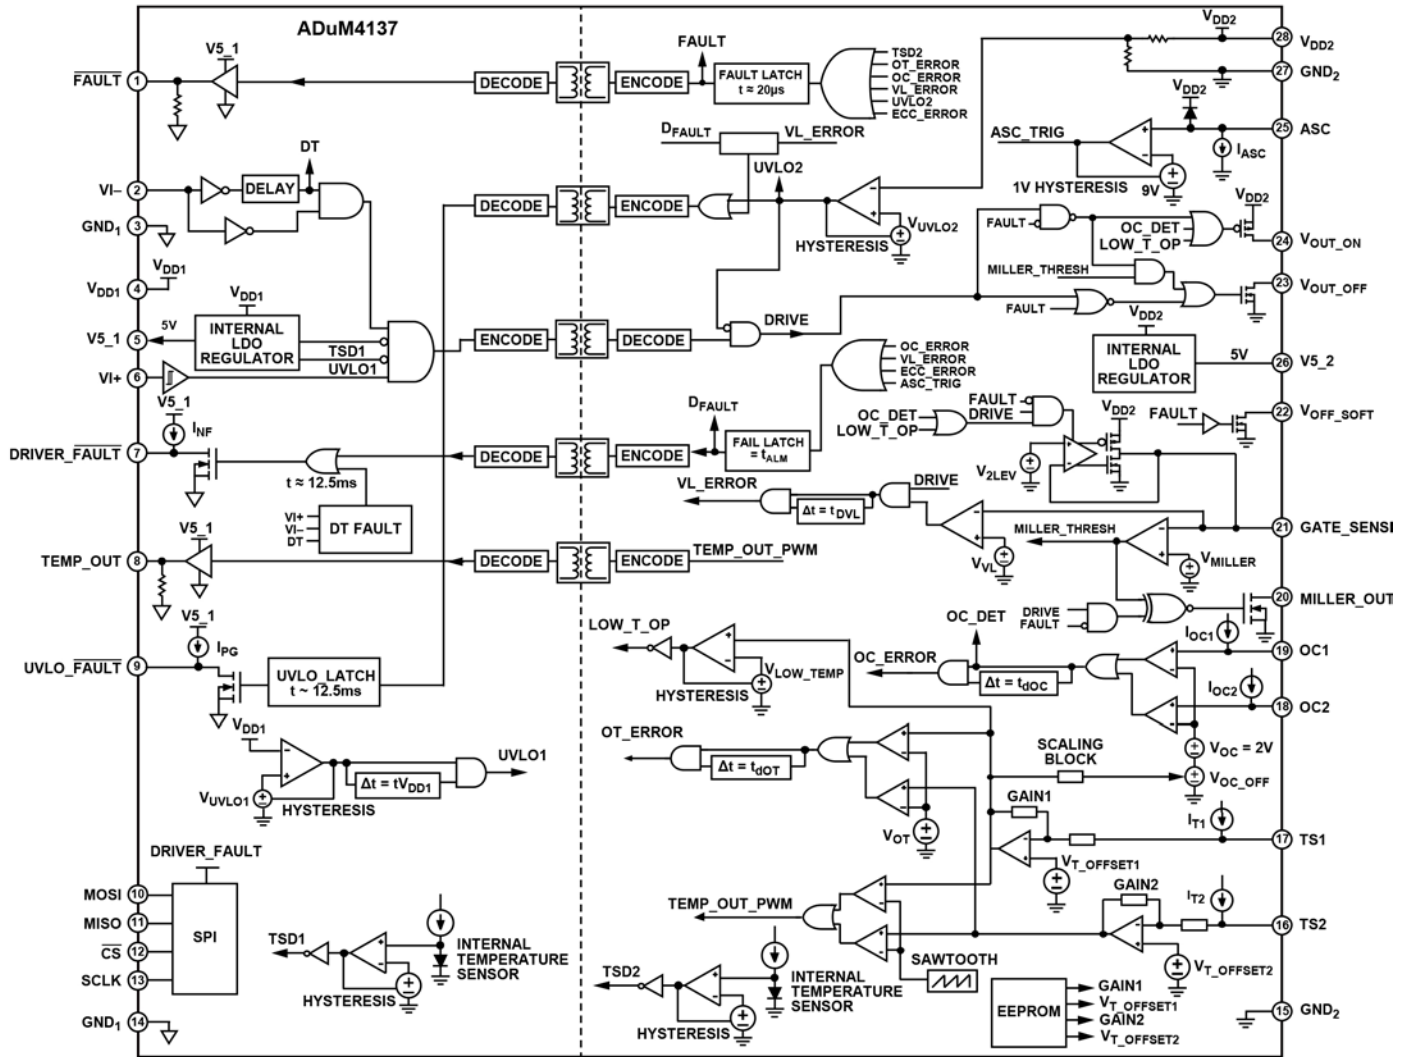 ADuM4137
FAULT
1
V5_1
DECODE
ENCODE
FAULT
FAULT LATCH
t ≈ 20µs
TSD2
OT_ERROR
OC_ERROR
VL_ERROR
UVLO2
ECC_ERROR
VDD2
28
VDD2
27
GND2
VDD2
ASC_TRIG
25
ASC
IASC
1V HYSTERESIS
9V
DFAULT
VL_ERROR
DT
VI–
2
DELAY
DECODE
ENCODE
UVLO2
HYSTERESIS
VUVLO2
GND1
3
VDD1
VDD1
4
FAULT
VDD2
OC_DET
LOW_T_OP
24
VOUT_ON
MILLER_THRESH
23
VOUT_OFF
FAULT
VDD1
V5_1
5
5V
INTERNAL
LDO
REGULATOR
TSD1
UVLO1
VI+
6
ENCODE
DECODE
DRIVE
VDD2
INTERNAL
LDO
REGULATOR
5V
26
V5_2
OC_ERROR
VL_ERROR
ECC_ERROR
ASC_TRIG
V5_1
INF
DRIVER_FAULT
7
t ≈ 12.5ms
DECODE
ENCODE
DFAULT
FAIL LATCH
= tALM
FAULT
DRIVE
OC_DET
LOW_T_OP
VDD2
V2LEV
FAULT
22
VOFF_SOFT
VI+
VI–
DT
DT FAULT
VL_ERROR
Δt = tDVL
DRIVE
VVL
MILLER_THRESH
VMILLER
21
GATE_SENSI
V5_1
TEMP_OUT
8
DECODE
ENCODE
TEMP_OUT_PWM
20
MILLER_OUT
DRIVE
FAULT
V5_1
IPG
UVLO_FAULT
9
UVLO_LATCH
t ~ 12.5ms
LOW_T_OP
HYSTERESIS
VLOW_TEMP
OC_DET
OC_ERROR
Δt = tdOC
IOC1
19
OC1
IOC2
18
OC2
VOC = 2V
VOC_OFF
SCALING
BLOCK
VDD1
VUVLO1
HYSTERESIS
Δt = tVDD1
UVLO1
OT_ERROR
Δt = tdOT
VOT
GAIN1
IT1
17
TS1
VT_OFFSET1
DRIVER_FAULT
MOSI
10
MISO
11
CS
12
SCLK
13
SPI
GND1
14
TSD1
HYSTERESIS
INTERNAL
TEMPERATURE
SENSOR
TEMP_OUT_PWM
SAWTOOTH
GAIN2
IT2
16
TS2
VT_OFFSET2
TSD2
HYSTERESIS
INTERNAL
TEMPERATURE
SENSOR
EEPROM
GAIN1
VT_OFFSET1
GAIN2
VT_OFFSET2
15
GND2